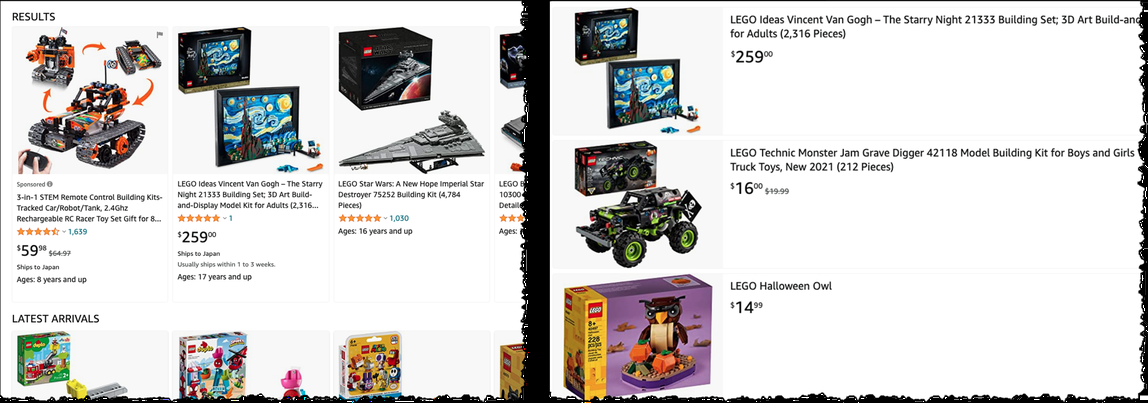 RESULTS
Sponsored
3-in-1 STEM Remote Control Building Kits-
Tracked Car/Robot/Tank, 2.4Ghz
Rechargeable RC Racer Toy Set Gift for 8...
1,639
$59.98 $64.97
Ships to Japan
Ages: 8 years and up
LEGO Ideas Vincent Van Gogh – The Starry
Night 21333 Building Set; 3D Art Build-
and-Display Model Kit for Adults (2,316...
1
$259.00
Ships to Japan
Usually ships within 1 to 3 weeks.
Ages: 17 years and up
LEGO Star Wars: A New Hope Imperial Star
Destroyer 75252 Building Kit (4,784
Pieces)
1,030
Ages: 16 years and up
LEGO
10300
Detaile
Ages:
LATEST ARRIVALS
LEGO Ideas Vincent Van Gogh – The Starry Night 21333 Building Set; 3D Art Build-and
for Adults (2,316 Pieces)
$259.00
LEGO Technic Monster Jam Grave Digger 42118 Model Building Kit for Boys and Girls
Truck Toys, New 2021 (212 Pieces)
$16.00 $19.99
LEGO Halloween Owl
$14.99
LEGO
8+
228